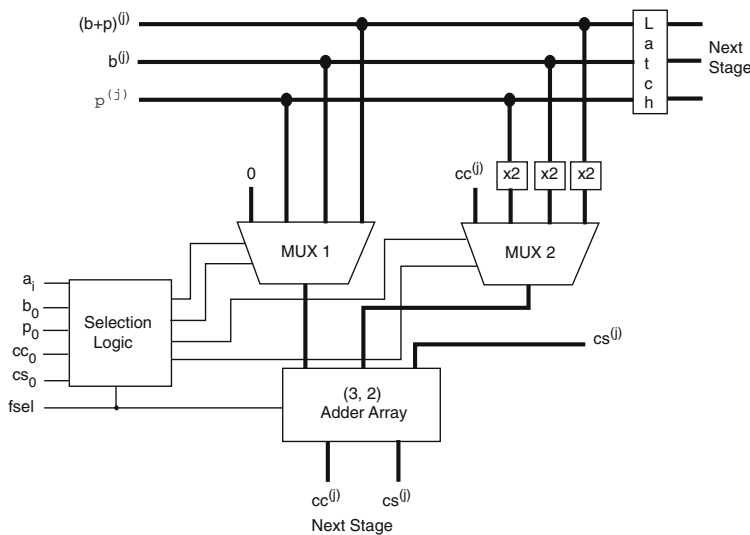 (b+p)(j)
b(j)
p(j)
L
a
t
c
h
Next
Stage
0
cc(j)
x2 x2 x2
MUX 1
MUX 2
ai
b0
p0
cc0
cs0
fsel
Selection
Logic
cs(j)
(3, 2)
Adder Array
cc(j) cs(j)
Next Stage